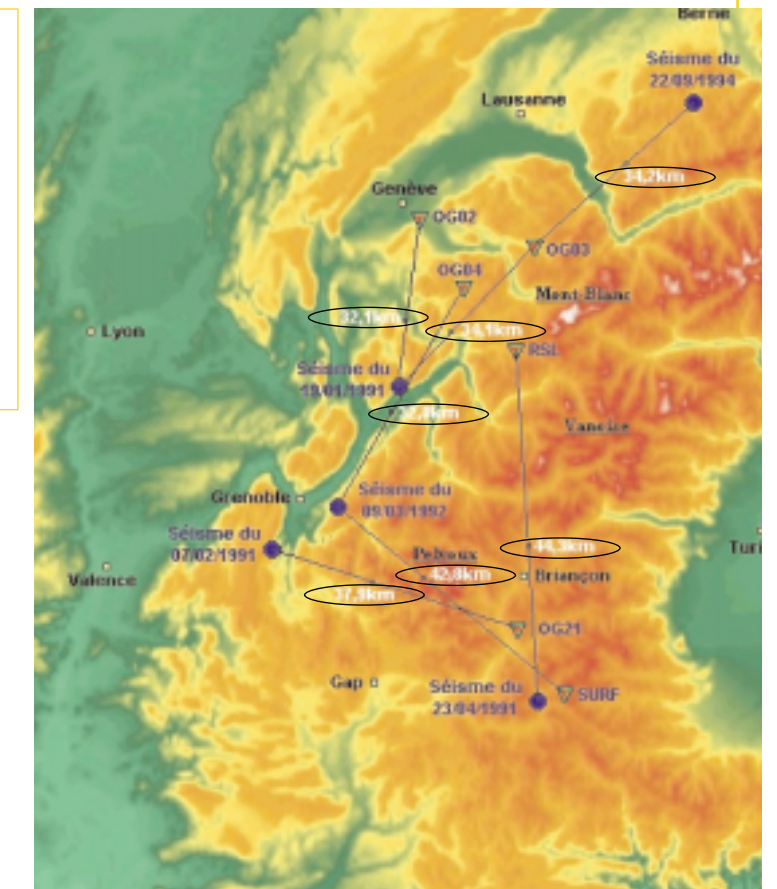 Berne
Séisme du
22/09/1994
Lausanne
34,2km
Genève
OG02
OG03
OG04
Mont-Blanc
32,1km
34,1km
Lyon
RSL
Séisme du
19/01/1991
Vanoise
Grenoble
Séisme du
09/03/1992
Séisme du
07/02/1991
Pelvoux
44,3km
Turi
42,8km
Briançon
Valence
37,9km
OG21
Gap
Séisme du
23/04/1991
SURF